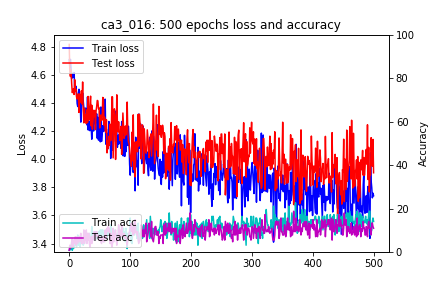 ca3_016: 500 epochs loss and accuracy
4.8
4.6
4.4
4.2
4.0
3.8
3.6
3.4
Loss
Train loss
Test loss
Train acc
Test acc
100
80
60
40
20
0
Accuracy
0 100 200 300 400 500